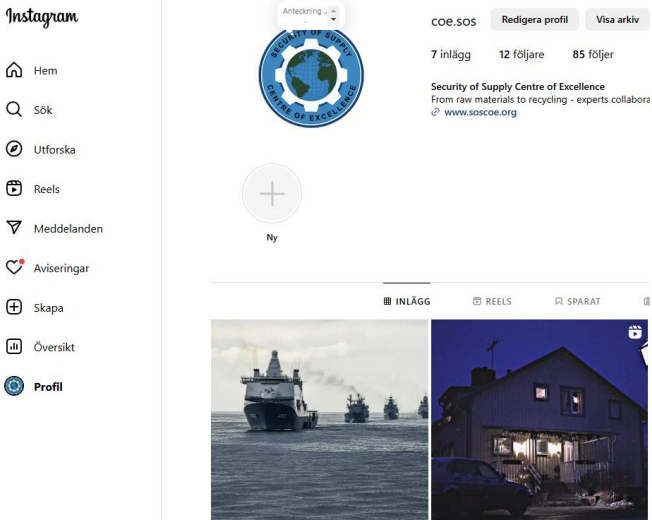 Instagram
Hem
Sök
Utforska
Reels
Meddelanden
Aviseringar
Skapa
Översikt
Profil
Anteckning ..
SECURITY OF SUPPLY
CENTRE OF EXCELLENCE
coe.sos
Redigera profil
Visa arkiv
7 inlägg 12 följare 85 följer
Security of Supply Centre of Excellence
From raw materials to recycling - experts collabora
www.soscoe.org
Ny
INLÄGG
REELS
SPARAT